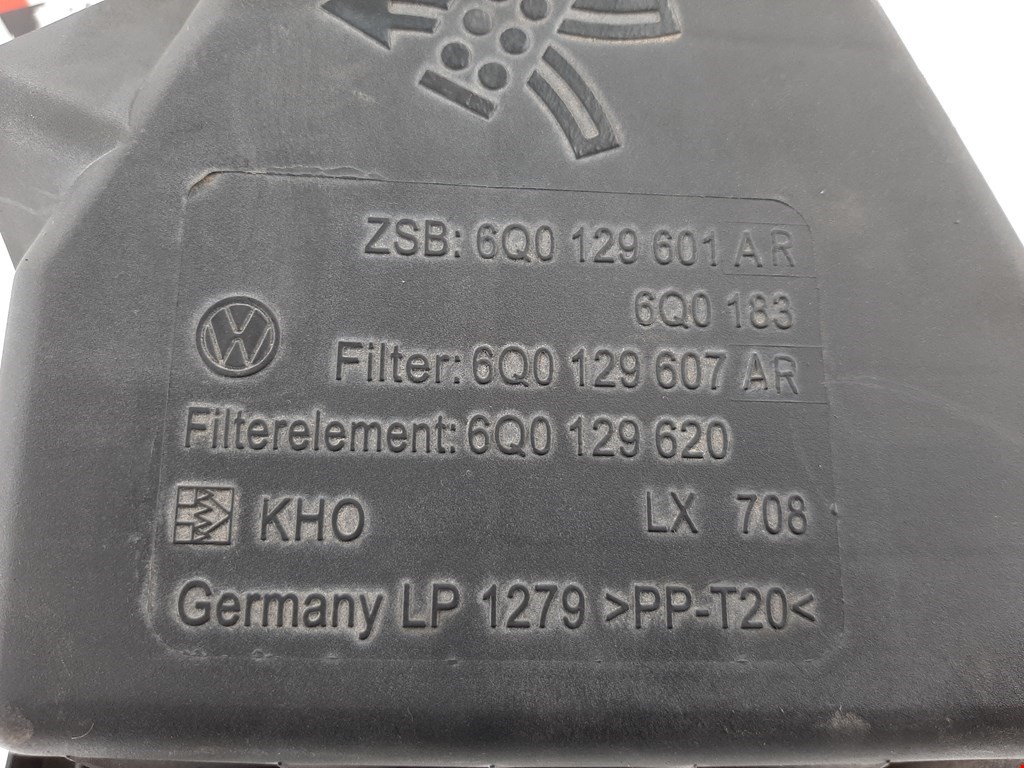 ZSB: 6Q0 129 601 AR
6Q0 183
Filter: 6Q0 129 607 AR
Filterelement: 6Q0 129 620
KHO LX 708
Germany LP 1279 >PP-T20<